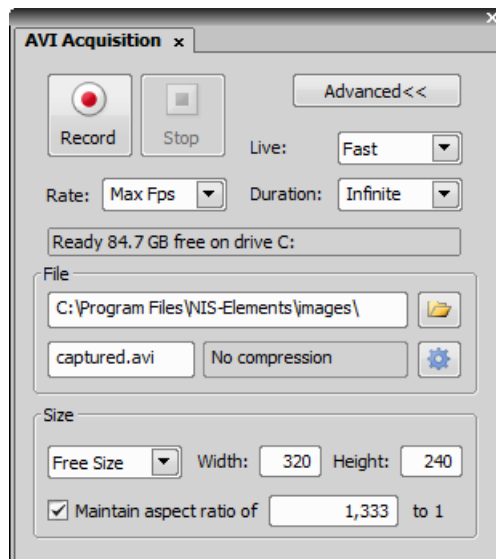 AVI Acquisition x
Advanced<<
Record Stop
Live: Fast
Rate: Max Fps Duration: Infinite
Ready 84.7 GB free on drive C:
File
C:\Program Files\NIS-Elements\images\
captured.avi No compression
Size
Free Size Width: 320 Height: 240
Maintain aspect ratio of 1,333 to 1